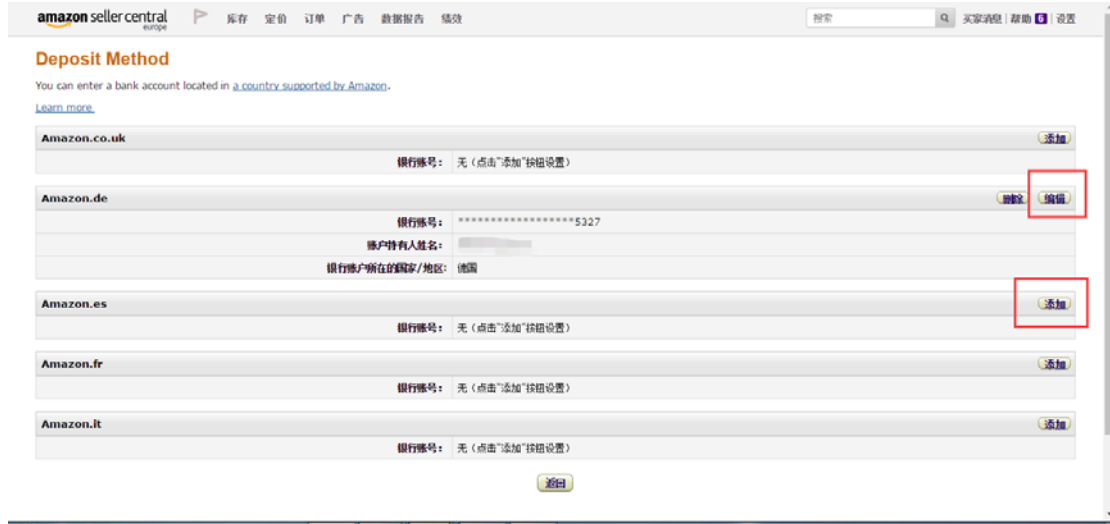 amazon seller central europe 库存 定价 订单 广告 数据报告 绩效 搜索 买家消息 | 帮助 6 | 设置
Deposit Method
You can enter a bank account located in a country supported by Amazon.
Learn more
Amazon.co.uk 添加
银行账号: 无（点击"添加"按钮设置）
Amazon.de 删除 编辑
银行账号: ******************5327
账户持有人姓名:
银行账户所在的国家/地区: 德国
Amazon.es 添加
银行账号: 无（点击"添加"按钮设置）
Amazon.fr 添加
银行账号: 无（点击"添加"按钮设置）
Amazon.it 添加
银行账号: 无（点击"添加"按钮设置）
返回